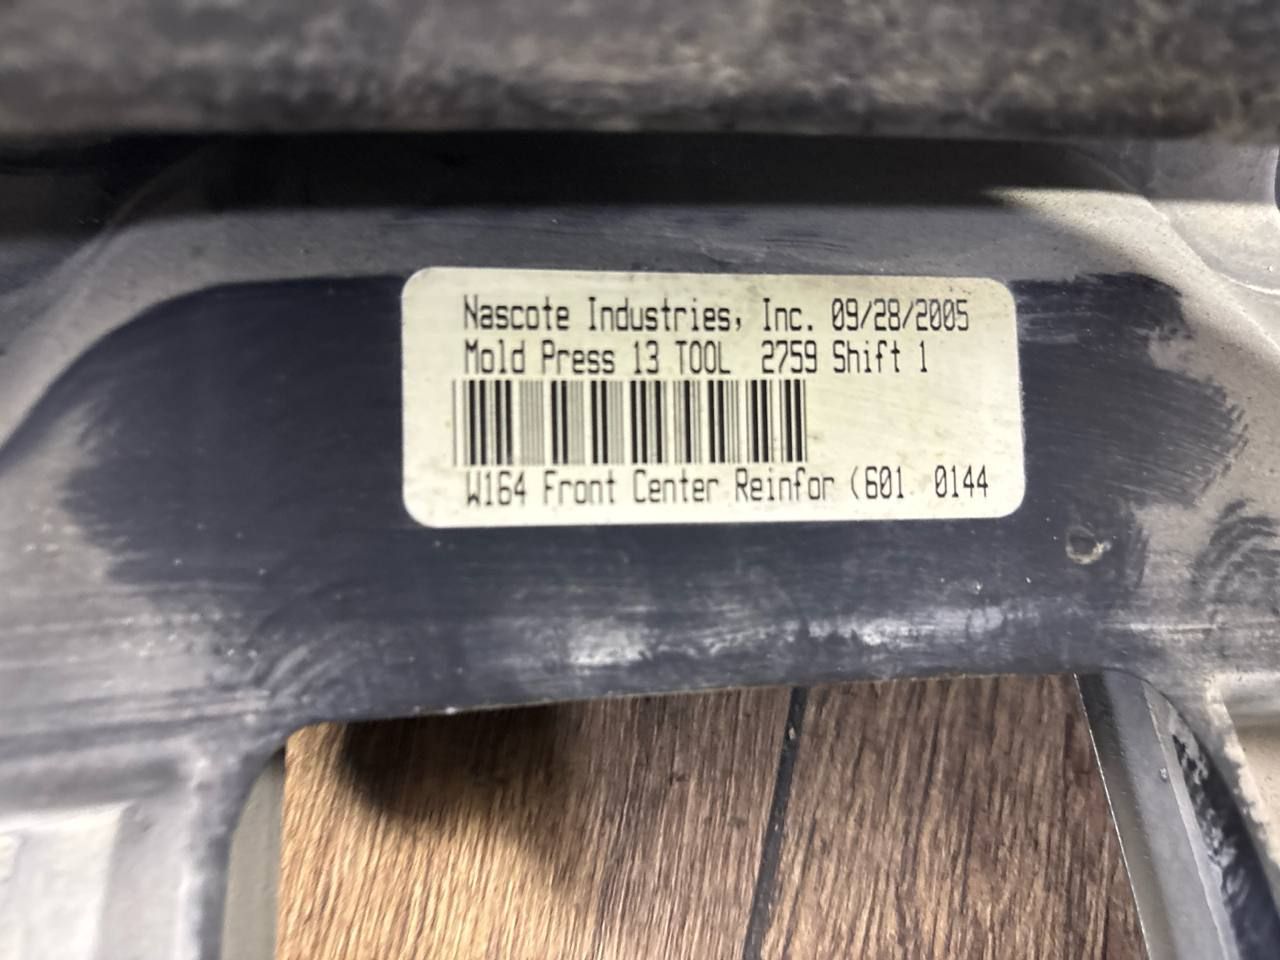 Nascote Industries, Inc. 09/28/2005
Mold Press 13 TOOL 2759 Shift 1
W164 Front Center Reinfor (601 0144